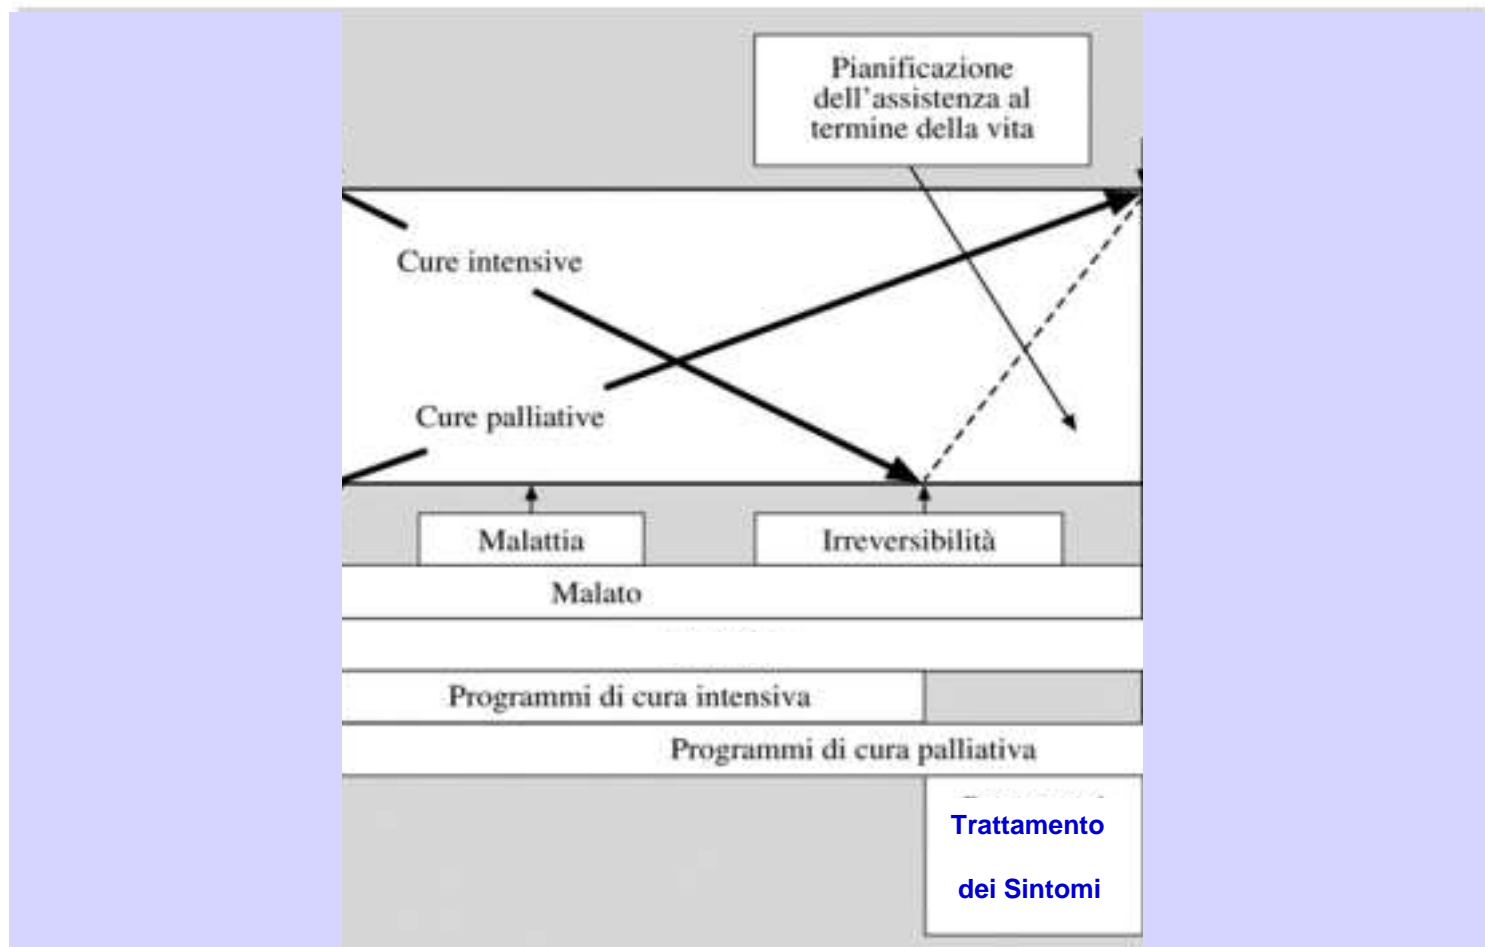 Pianificazione
dell'assistenza al
termine della vita
Cure intensive
Cure palliative
Malattia
Irreversibilità
Malato
Programmi di cura intensiva
Programmi di cura palliativa
Trattamento
dei Sintomi